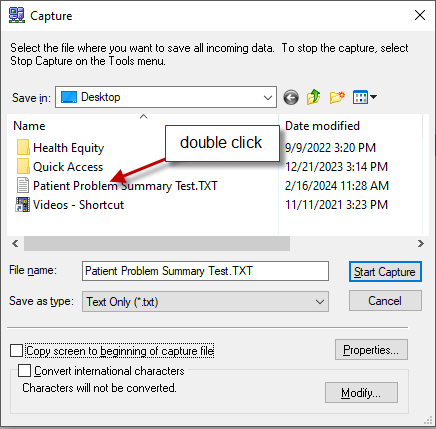 Capture
Select the file where you want to save all incoming data.  To stop the capture, select
Stop Capture on the Tools menu.
Save in: Desktop
Name Date modified
double click
Health Equity 9/9/2022 3:20 PM
Quick Access 12/21/2023 3:14 PM
Patient Problem Summary Test.TXT 2/16/2024 11:28 AM
Videos - Shortcut 11/11/2021 3:23 PM
File name: Patient Problem Summary Test.TXT Start Capture
Save as type: Text Only (*.txt) Cancel
Copy screen to beginning of capture file Properties...
Convert international characters
Characters will not be converted.
Modify...